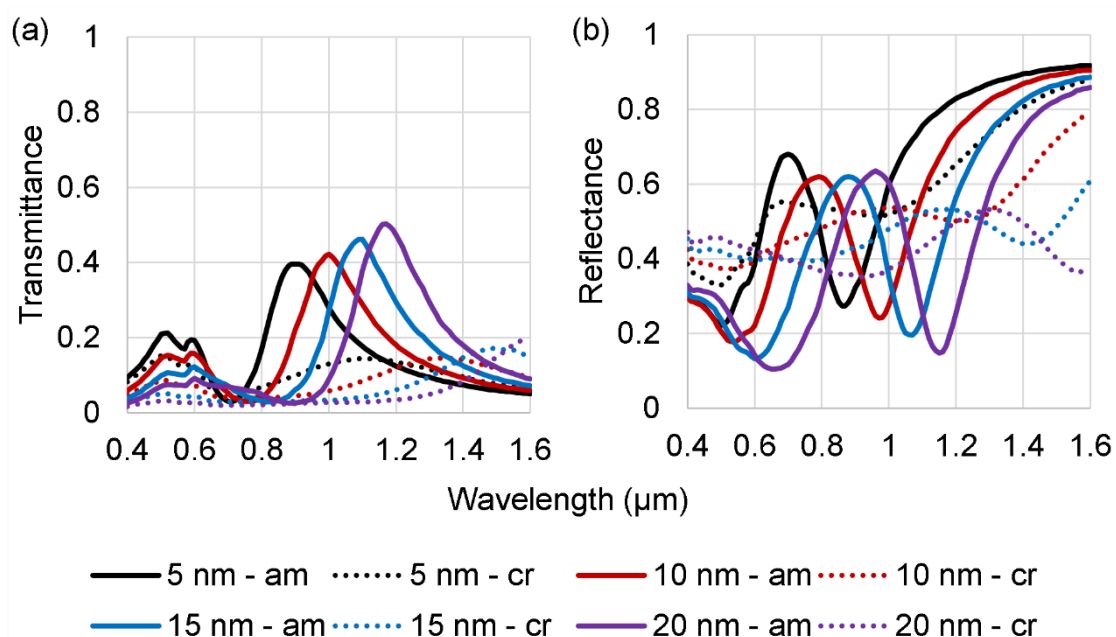 (a)
1
0.8
0.6
0.4
0.2
0
Transmittance
0.4 0.6 0.8 1 1.2 1.4 1.6
(b)
1
0.8
0.6
0.4
0.2
0
Reflectance
0.4 0.6 0.8 1 1.2 1.4 1.6
Wavelength (µm)
5 nm - am 5 nm - cr 10 nm - am 10 nm - cr
15 nm - am 15 nm - cr 20 nm - am 20 nm - cr